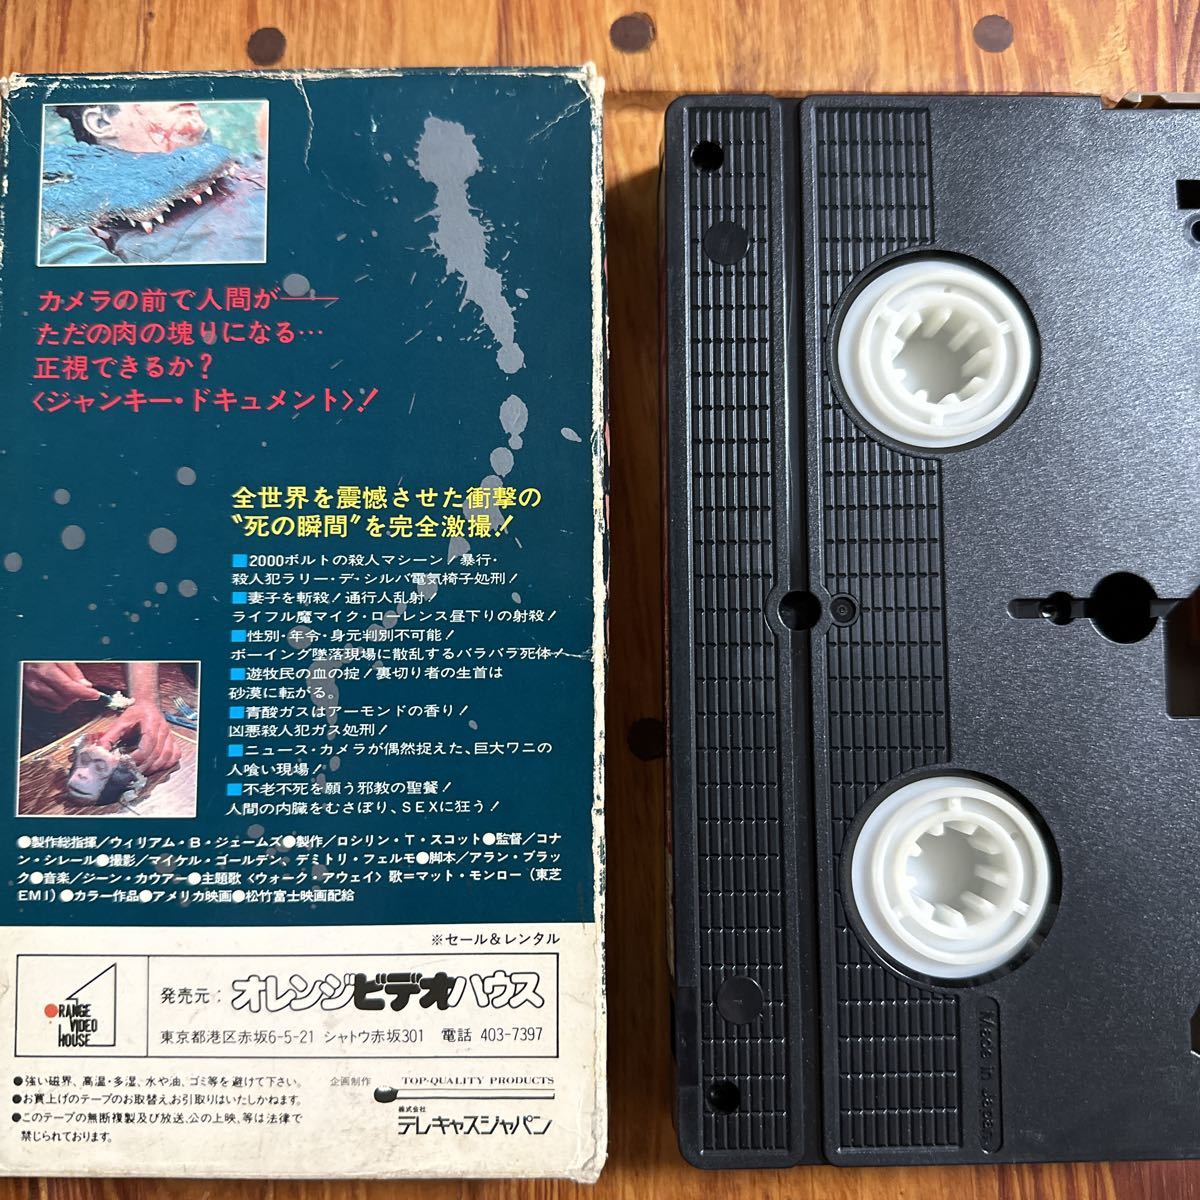 カメラの前で人間が——
ただの肉の塊りになる…
正視できるか?
〈ジャンキー・ドキュメント〉!
全世界を震憾させた衝撃の
〝死の瞬間〟を完全激撮!
■2000ボルトの殺人マシーン!暴行・
殺人犯ラリー・デ・シルバ電気椅子処刑!
■妻子を斬殺!通行人乱射!
ライフル魔マイク・ローレンス昼下りの射殺!
■性別・年令・身元判別不可能!
ボーイング墜落現場に散乱するバラバラ死体!
■遊牧民の血の掟!裏切り者の生首は
砂漠に転がる。
■青酸ガスはアーモンドの香り!
凶悪殺人犯ガス処刑!
■ニュース・カメラが偶然捉えた、巨大ワニの
人喰い現場!
■不老不死を願う邪教の聖餐!
人間の内臓をむさぼり、SEXに狂う!
●製作総指揮/ウィリアム・B・ジェームズ●製作/ロシリン・T・スコット●監督/コナ
ン・シレール●撮影/マイケル・ゴールデン、デミトリ・フェルモ●脚本/アラン・ブラッ
ク●音楽/ジーン・カウアー●主題歌〈ウォーク・アウェイ〉歌=マット・モンロー(東芝
EMI)●カラー作品●アメリカ映画●松竹富士映画配給
※セール&レンタル
ORANGE
VIDEO
HOUSE
発売元:オレンジビデオハウス
東京都港区赤坂6-5-21 シャトウ赤坂301 電話 403-7397
●強い磁界、高温・多湿、水や油、ゴミ等を避けて下さい。
●お買上げのテープのお取替え、お引取りはいたしかねます。
●このテープの無断複製及び放送、公の上映、等は法律で
禁じられております。
企画制作
TOP-QUALITY PRODUCTS
株式会社
テレキャスジャパン
Made in Japan